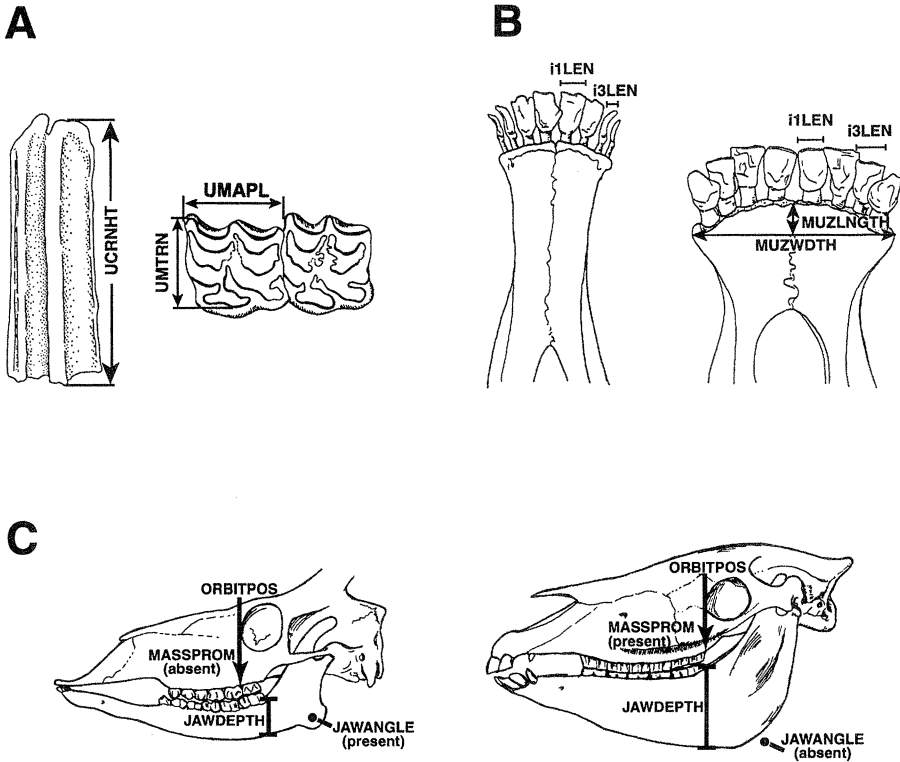 A
UCRNHT
UMAPL
UMTRN
B
i1LEN
i3LEN
i1LEN
i3LEN
MUZLNGTH
MUZWDTH
C
ORBITPOS
MASSPROM
(absent)
JAWDEPTH
JAWANGLE
(present)
ORBITPOS
MASSPROM
(present)
JAWDEPTH
JAWANGLE
(absent)